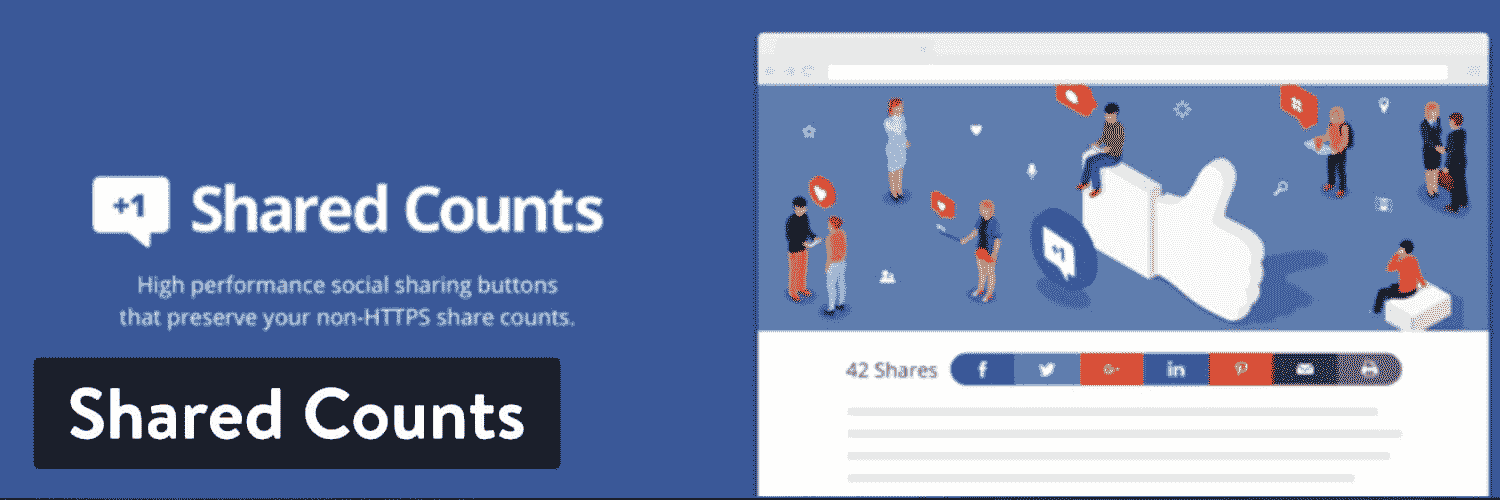 +1 Shared Counts
High performance social sharing buttons
that preserve your non-HTTPS share counts.
Shared Counts
+1
42 Shares